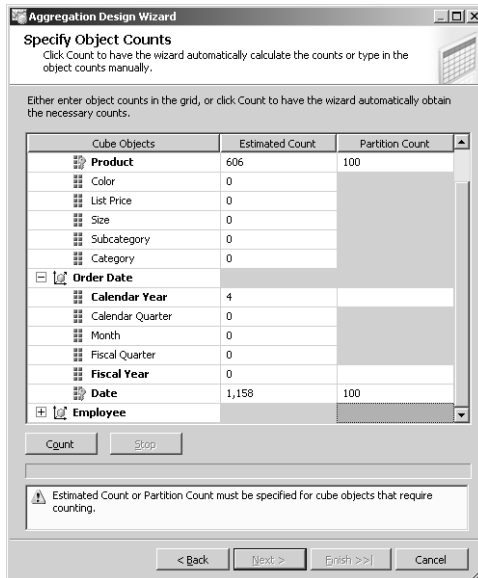 Aggregation Design Wizard
Specify Object Counts
Click Count to have the wizard automatically calculate the counts or type in the
object counts manually.
Either enter object counts in the grid, or click Count to have the wizard automatically obtain
the necessary counts.
Cube Objects Estimated Count Partition Count
Product 606 100
Color 0
List Price 0
Size 0
Subcategory 0
Category 0
Order Date
Calendar Year 4
Calendar Quarter 0
Month 0
Fiscal Quarter 0
Fiscal Year 0
Date 1,158 100
Employee
Count Stop
Estimated Count or Partition Count must be specified for cube objects that require
counting.
< Back Next > Finish >>| Cancel